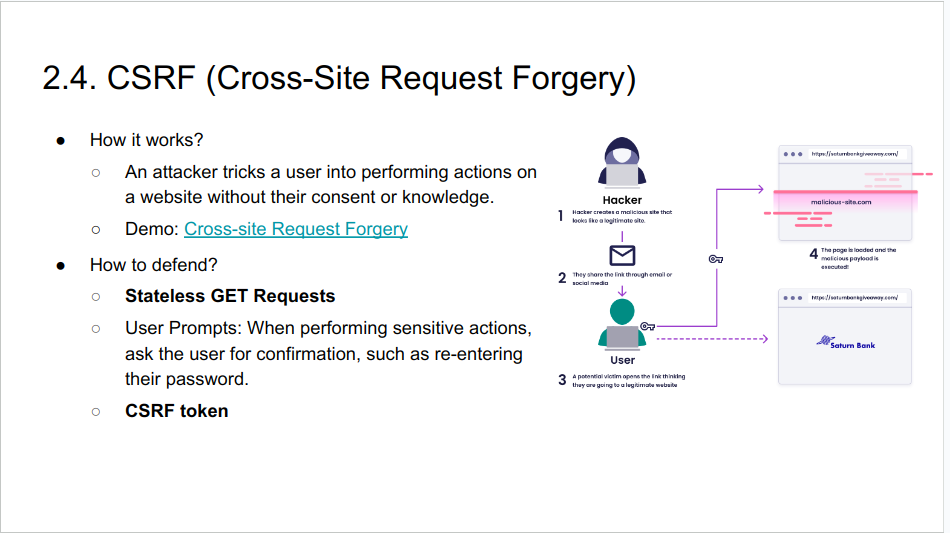 2.4. CSRF (Cross-Site Request Forgery)
● How it works?
○ An attacker tricks a user into performing actions on
a website without their consent or knowledge.
○ Demo: Cross-site Request Forgery
● How to defend?
○ Stateless GET Requests
○ User Prompts: When performing sensitive actions,
ask the user for confirmation, such as re-entering
their password.
○ CSRF token
Hacker
1 Hacker creates a malicious site that
looks like a legitimate site.
2 They share the link through email or
social media
User
3 A potential victim opens the link thinking
they are going to a legitimate website
https://saturnbankgiveaway.com/
malicious-site.com
4 The page is loaded and the
malicious payload is
executed!
https://saturnbankgiveaway.com/
Saturn Bank